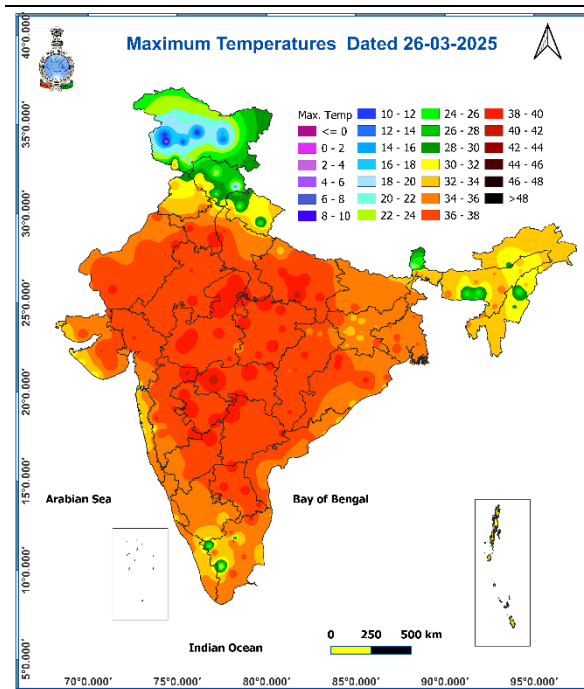 Maximum Temperatures Dated 26-03-2025
Max. Temp
<= 0
0 - 2
2 - 4
4 - 6
6 - 8
8 - 10
10 - 12
12 - 14
14 - 16
16 - 18
18 - 20
20 - 22
22 - 24
24 - 26
26 - 28
28 - 30
30 - 32
32 - 34
34 - 36
36 - 38
38 - 40
40 - 42
42 - 44
44 - 46
46 - 48
>48
40°0.000'
35°0.000'
30°0.000'
25°0.000'
20°0.000'
15°0.000'
10°0.000'
5°0.000'
Arabian Sea
Bay of Bengal
Indian Ocean
0 250 500 km
70°0.000' 75°0.000' 80°0.000' 85°0.000' 90°0.000' 95°0.000'